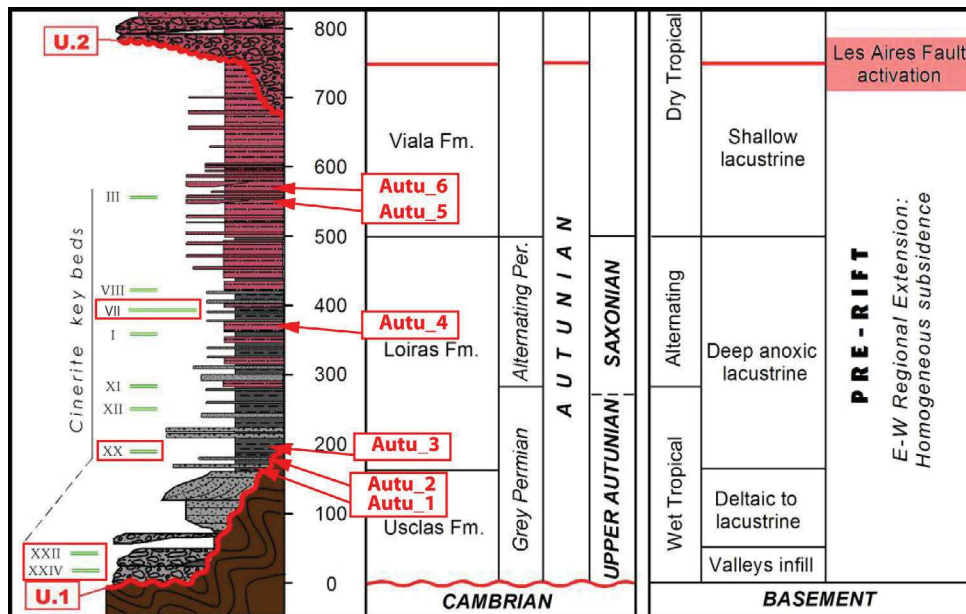 U.2
III
Cinerite key beds
VIII
VII
I
XI
XII
XX
XXII
XXIV
U.1
800
700
600
500
400
300
200
100
0
Autu_6
Autu_5
Autu_4
Autu_3
Autu_2
Autu_1
Viala Fm.
Loiras Fm.
Usclas Fm.
Alternating Per.
Grey Permian
AUTUNIAN
SAXONIAN
UPPER AUTUNIAN
CAMBRIAN
Dry Tropical
Alternating
Wet Tropical
Shallow
lacustrine
Deep anoxic
lacustrine
Deltaic to
lacustrine
Valleys infill
BASEMENT
Les Aires Fault
activation
PRE-RIFT
E-W Regional Extension:
Homogeneous subsidence